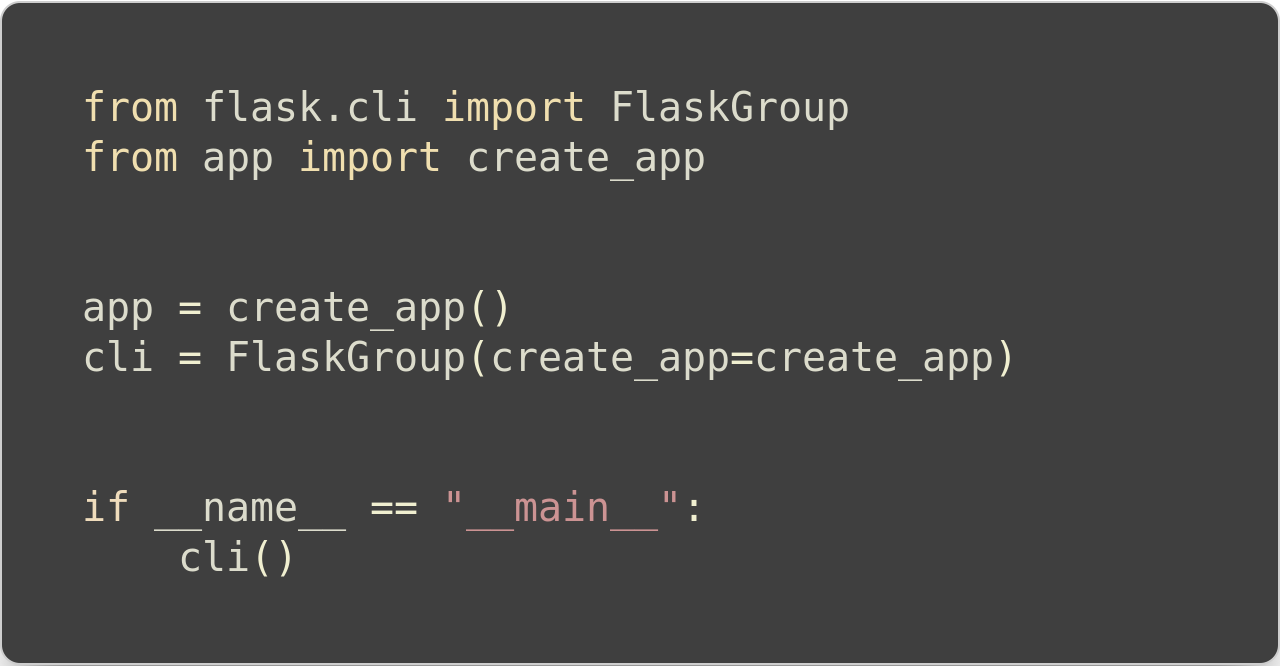 from flask.cli import FlaskGroup
from app import create_app
app = create_app()
cli = FlaskGroup(create_app=create_app)
if __name__ == "__main__":
    cli()